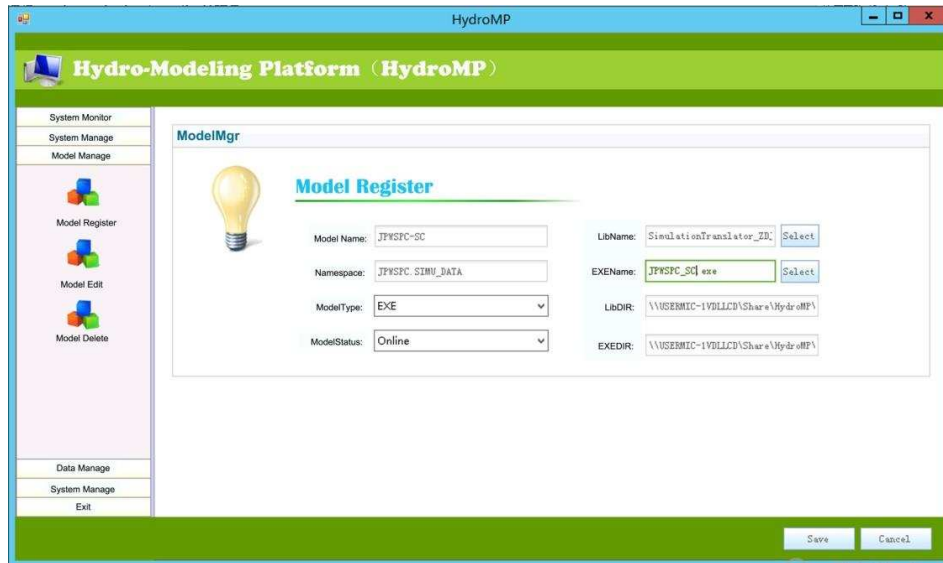 HydroMP
Hydro-Modeling Platform（HydroMP）
System Monitor
System Manage
Model Manage
Model Register
Model Edit
Model Delete
Data Manage
System Manage
Exit
ModelMgr
Model Register
Model Name: JPWSPC-SC
Namespace: JPWSPC.SIMU_DATA
ModelType: EXE
ModelStatus: Online
LibName: SimulationTranslator_ZD_ Select
EXEName: JPWSPC_SC.exe Select
LibDIR: \\USERMIC-1VDLLCD\Share\HydroMP\
EXEDIR: \\USERMIC-1VDLLCD\Share\HydroMP\
Save Cancel